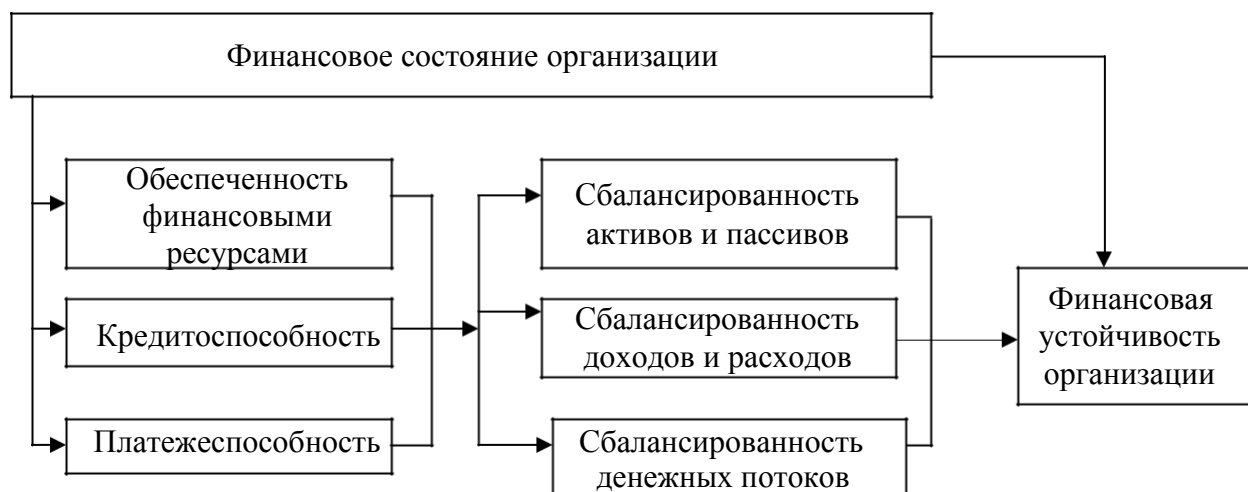 Финансовое состояние организации
Обеспеченность
финансовыми
ресурсами
Кредитоспособность
Платежеспособность
Сбалансированность
активов и пассивов
Сбалансированность
доходов и расходов
Сбалансированность
денежных потоков
Финансовая
устойчивость
организации